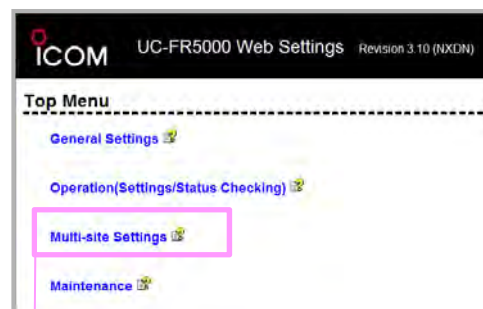 ICOM UC-FR5000 Web Settings Revision 3.10 (NXDN)
Top Menu
General Settings
Operation(Settings/Status Checking)
Multi-site Settings
Maintenance